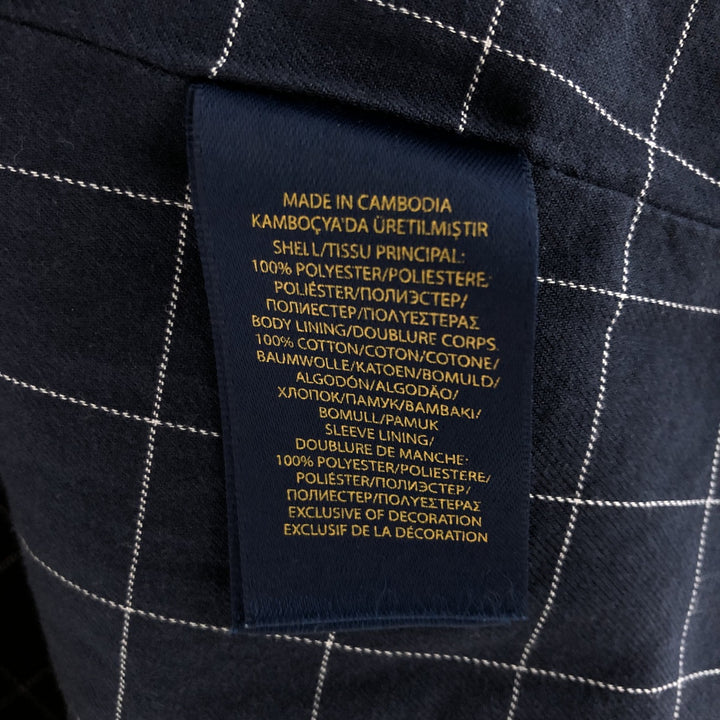 MADE IN CAMBODIA
KAMBOÇYA'DA ÜRETILMIŞTIR
SHELL/TISSU PRINCIPAL:
100% POLYESTER/POLIESTERE;
POLIÉSTER/ПОЛИЭСТЕР/
ПОЛИЕСТЕР/ΠΟΛΥΕΣΤΕΡΑΣ
BODY LINING/DOUBLURE CORPS
100% COTTON/COTON/COTONE/
BAUMWOLLE/KATOEN/BOMULD/
ALGODÓN/ALGODÃO/
ХЛОПОК/ПАМУК/ΒΑΜΒΑΚΙ/
BOMULL/PAMUK
SLEEVE LINING/
DOUBLURE DE MANCHE:
100% POLYESTER/POLIESTERE/
POLIÉSTER/ПОЛИЭСТЕР/
ПОЛИЕСТЕР/ΠΟΛΥΕΣΤΕΡΑΣ
EXCLUSIVE OF DECORATION
EXCLUSIF DE LA DÉCORATION